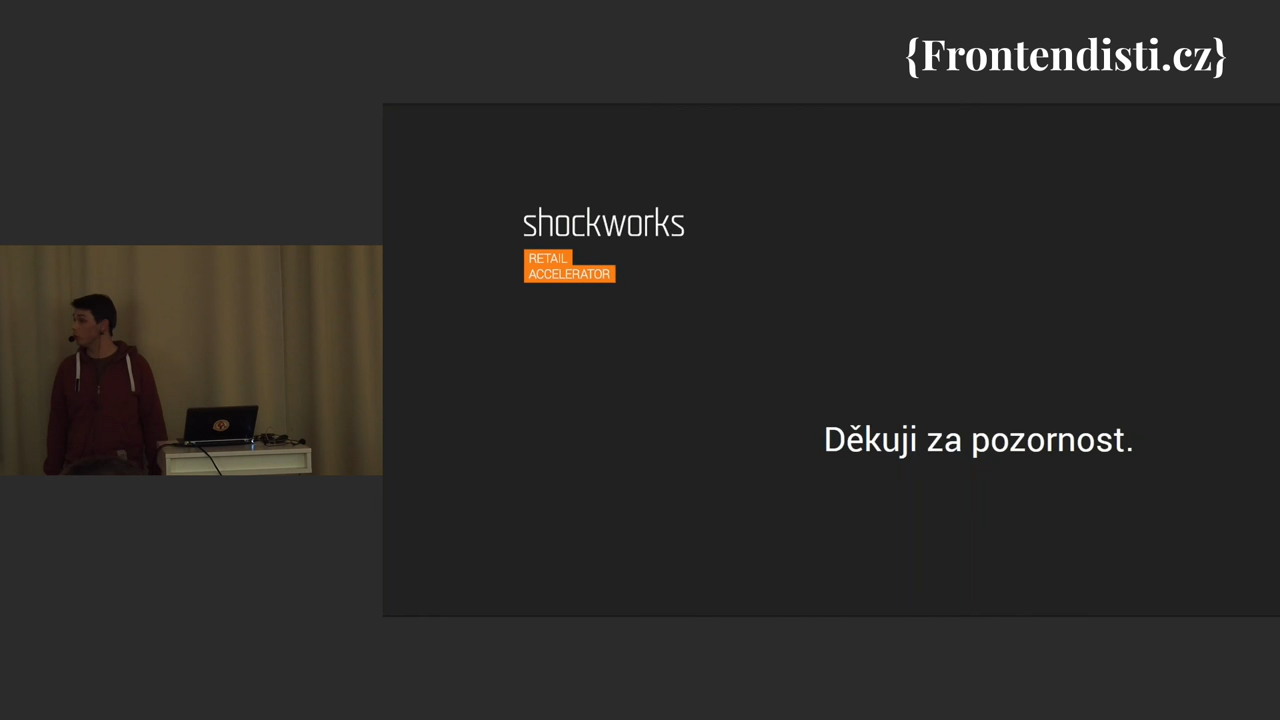 {Frontendisti.cz}
shockworks
RETAIL
ACCELERATOR
Děkuji za pozornost.